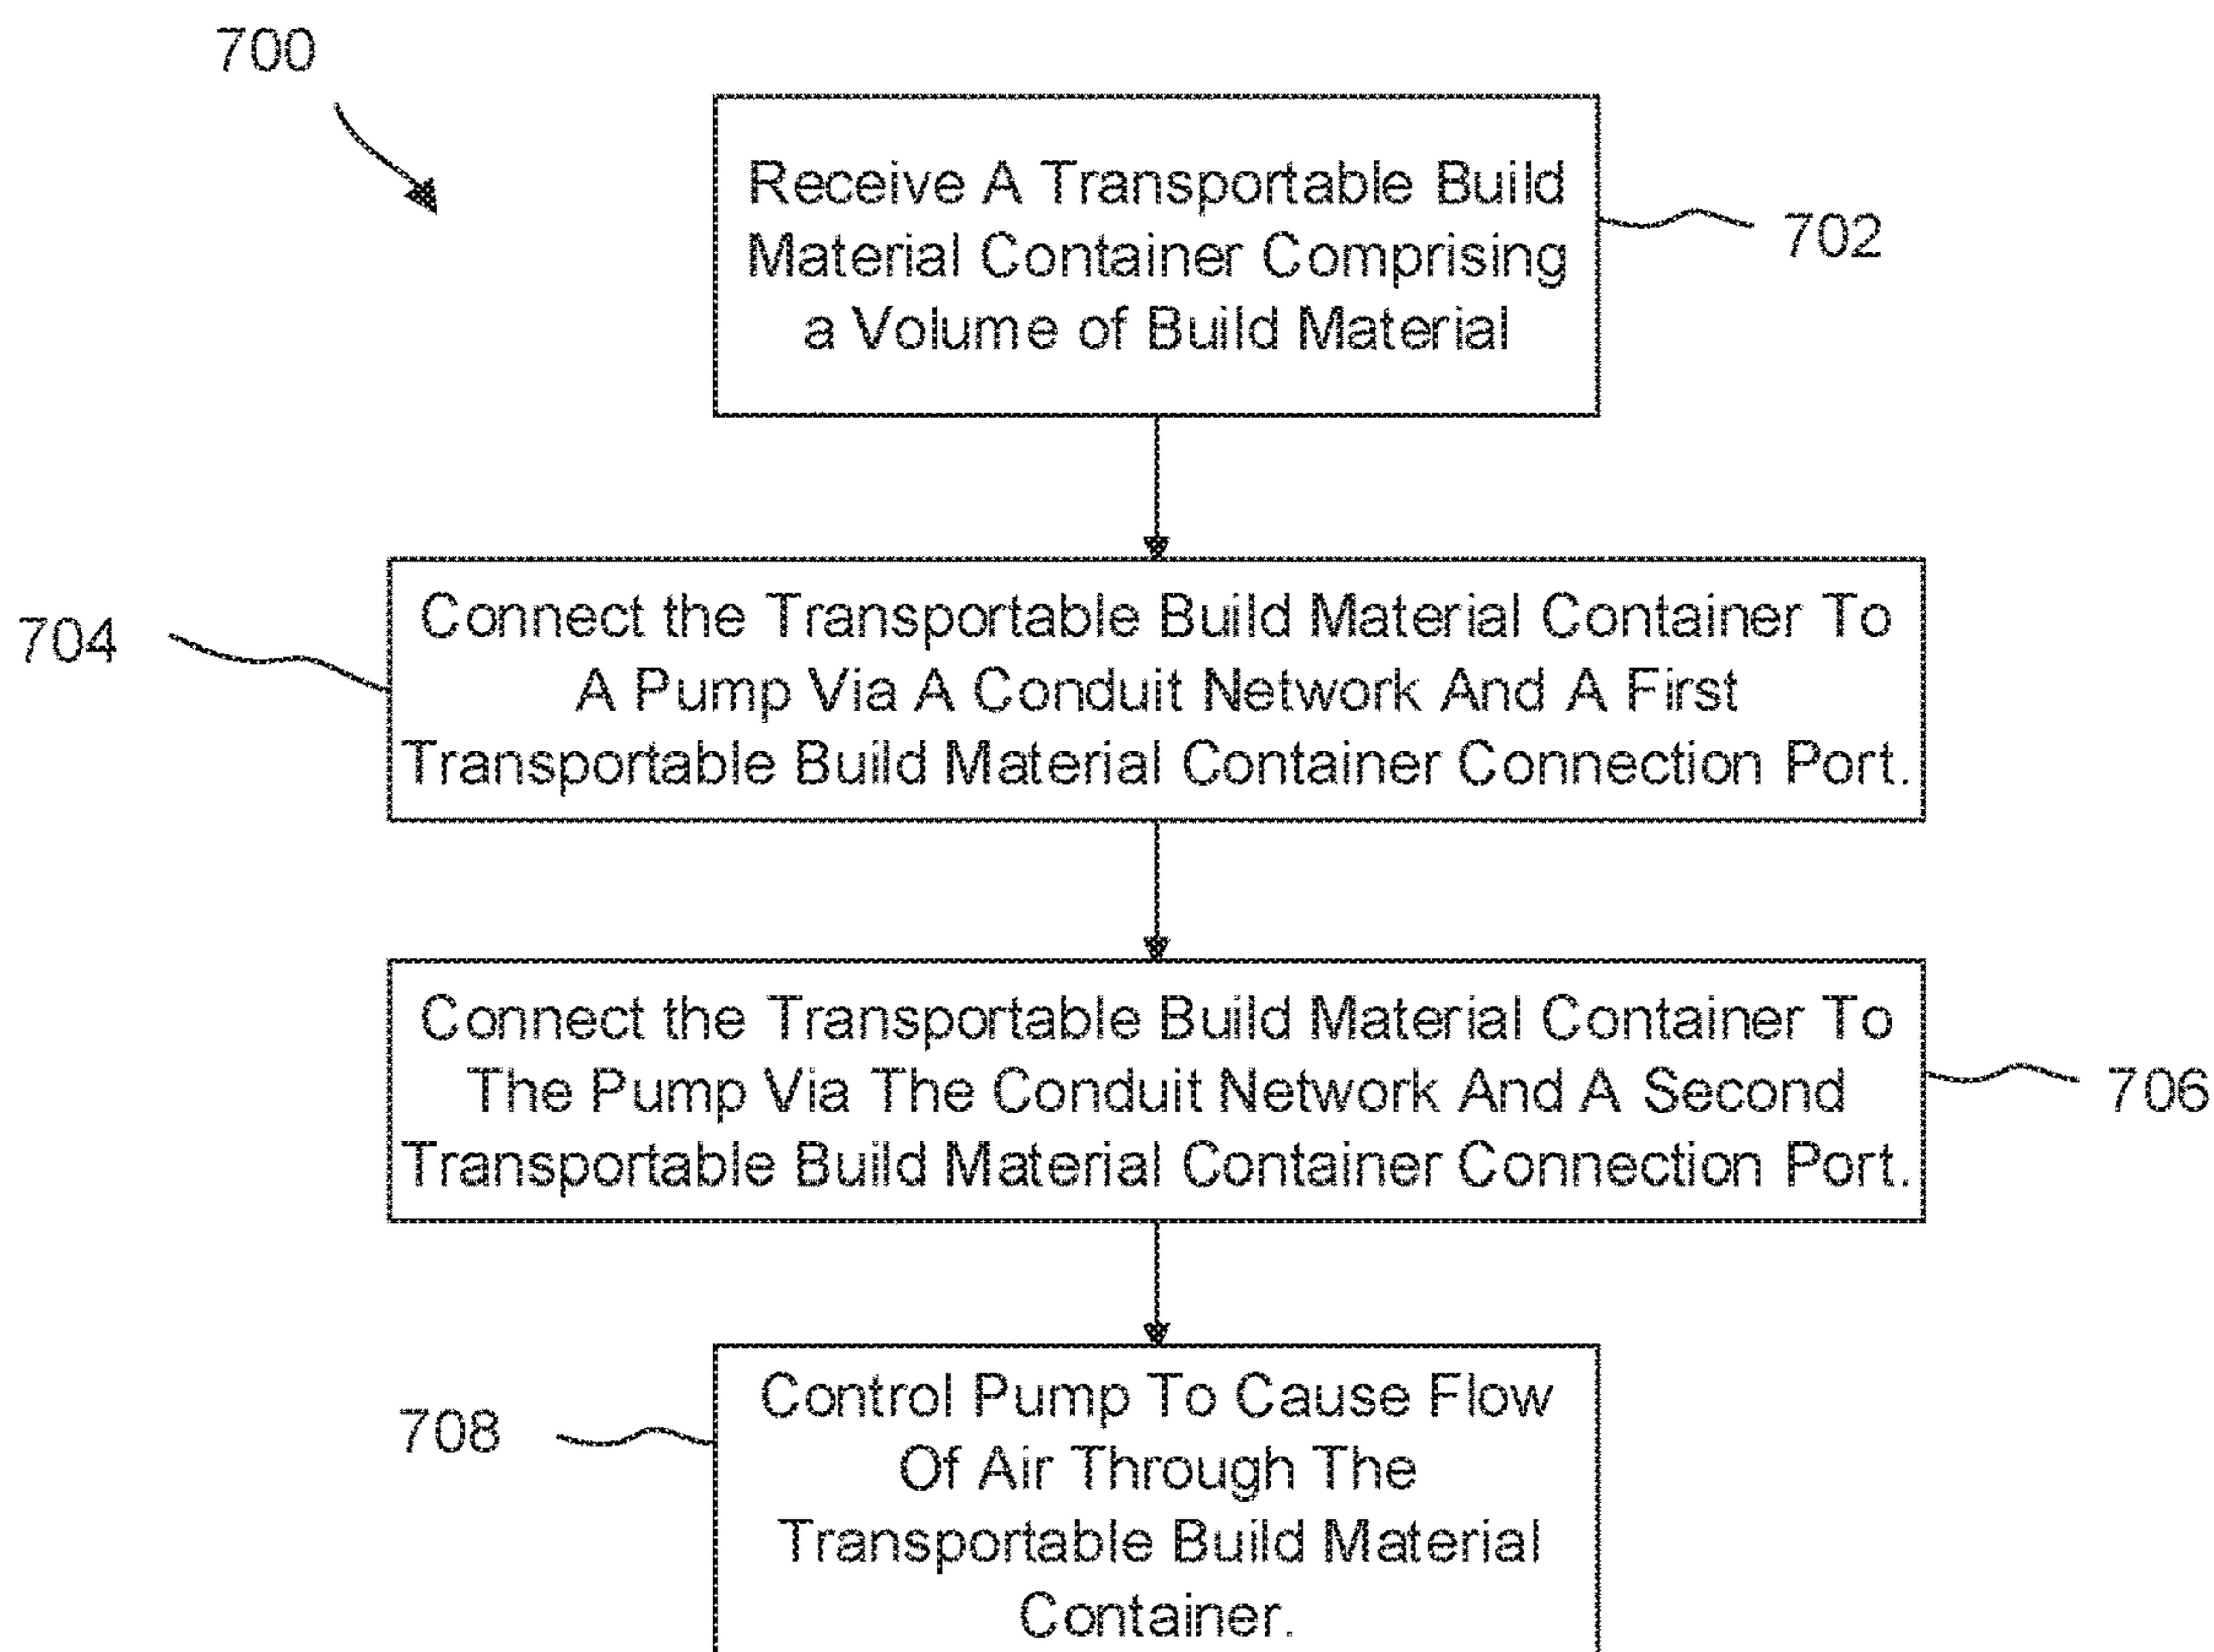 700
Receive A Transportable Build
Material Container Comprising
a Volume of Build Material
702
704
Connect the Transportable Build Material Container To
A Pump Via A Conduit Network And A First
Transportable Build Material Container Connection Port.
Connect the Transportable Build Material Container To
The Pump Via The Conduit Network And A Second
Transportable Build Material Container Connection Port.
706
708
Control Pump To Cause Flow
Of Air Through The
Transportable Build Material
Container.